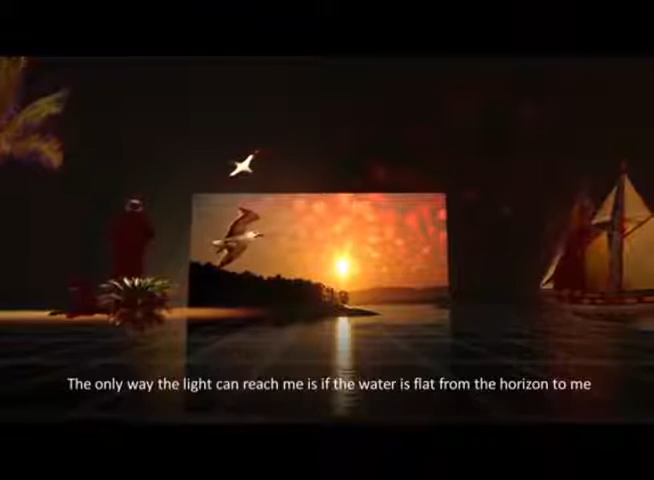 The only way the light can reach me is if the water is flat from the horizon to me